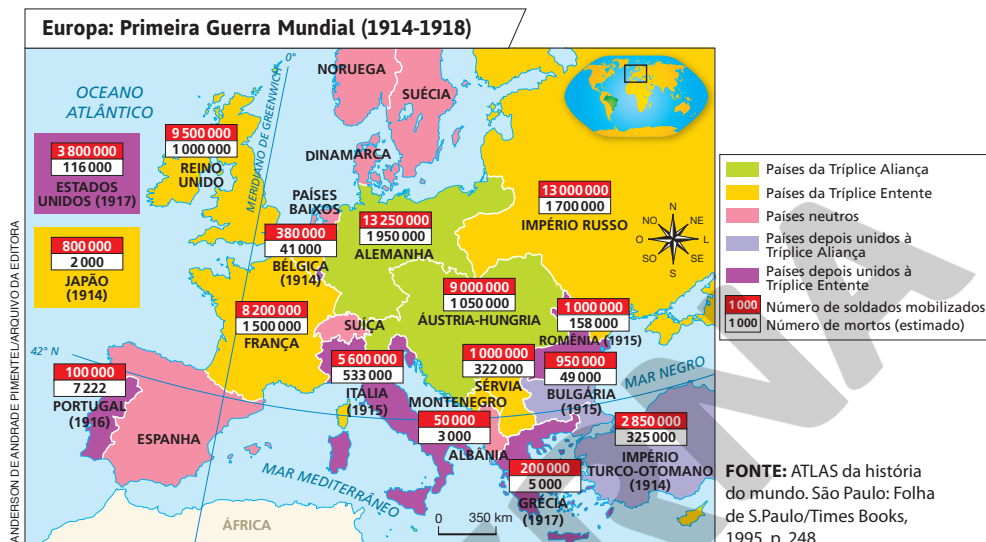 Europa: Primeira Guerra Mundial (1914-1918)
0°
OCEANO
ATLÂNTICO
MERIDIANO DE GREENWICH
NORUEGA
SUÉCIA
DINAMARCA
3 800 000
116 000
ESTADOS
UNIDOS (1917)
9 500 000
1 000 000
REINO
UNIDO
PAÍSES
BAIXOS
13 250 000
1 950 000
ALEMANHA
13 000 000
1 700 000
IMPÉRIO RUSSO
N
NO
NE
O
L
SO
SE
S
800 000
2 000
JAPÃO
(1914)
380 000
41 000
BÉLGICA
(1914)
8 200 000
1 500 000
FRANÇA
SUÍÇA
9 000 000
1 050 000
ÁUSTRIA-HUNGRIA
1 000 000
158 000
ROMÊNIA (1915)
42° N
100 000
7 222
PORTUGAL
(1916)
ESPANHA
5 600 000
533 000
ITÁLIA
(1915)
1 000 000
322 000
SÉRVIA
MONTENEGRO
50 000
3 000
ALBÂNIA
950 000
49 000
BULGÁRIA
(1915)
MAR NEGRO
2 850 000
325 000
IMPÉRIO
TURCO-OTOMANO
(1914)
200 000
5 000
GRÉCIA
(1917)
MAR MEDITERRÂNEO
ÁFRICA
0 350 km
Países da Tríplice Aliança
Países da Tríplice Entente
Países neutros
Países depois unidos à
Tríplice Aliança
Países depois unidos à
Tríplice Entente
1 000 Número de soldados mobilizados
1 000 Número de mortos (estimado)
FONTE: ATLAS da história
do mundo. São Paulo: Folha
de S.Paulo/Times Books,
1995. p. 248.
ANDERSON DE ANDRADE PIMENTEL/ARQUIVO DA EDITORA